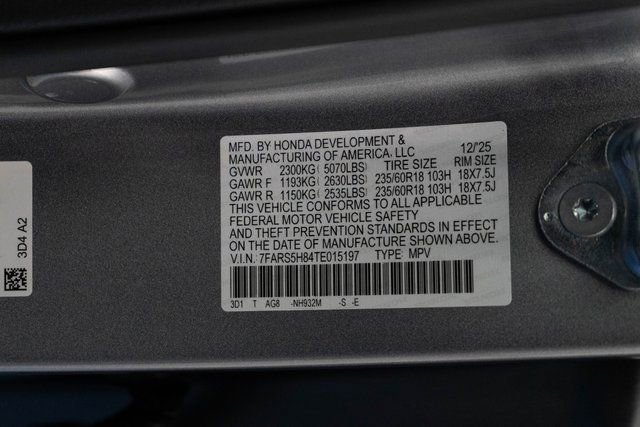 MFD. BY HONDA DEVELOPMENT &
MANUFACTURING OF AMERICA, LLC 12/'25
GVWR 2300KG ( 5070LBS) TIRE SIZE RIM SIZE
GAWR F 1193KG ( 2630LBS) 235/60R18 103H 18X7.5J
GAWR R 1150KG ( 2535LBS) 235/60R18 103H 18X7.5J
THIS VEHICLE CONFORMS TO ALL APPLICABLE
FEDERAL MOTOR VEHICLE SAFETY
AND THEFT PREVENTION STANDARDS IN EFFECT
ON THE DATE OF MANUFACTURE SHOWN ABOVE.
V.I.N.: 7FARS5H84TE015197 TYPE: MPV
3D1 T AG8 -NH932M -S -E
3D4 A2